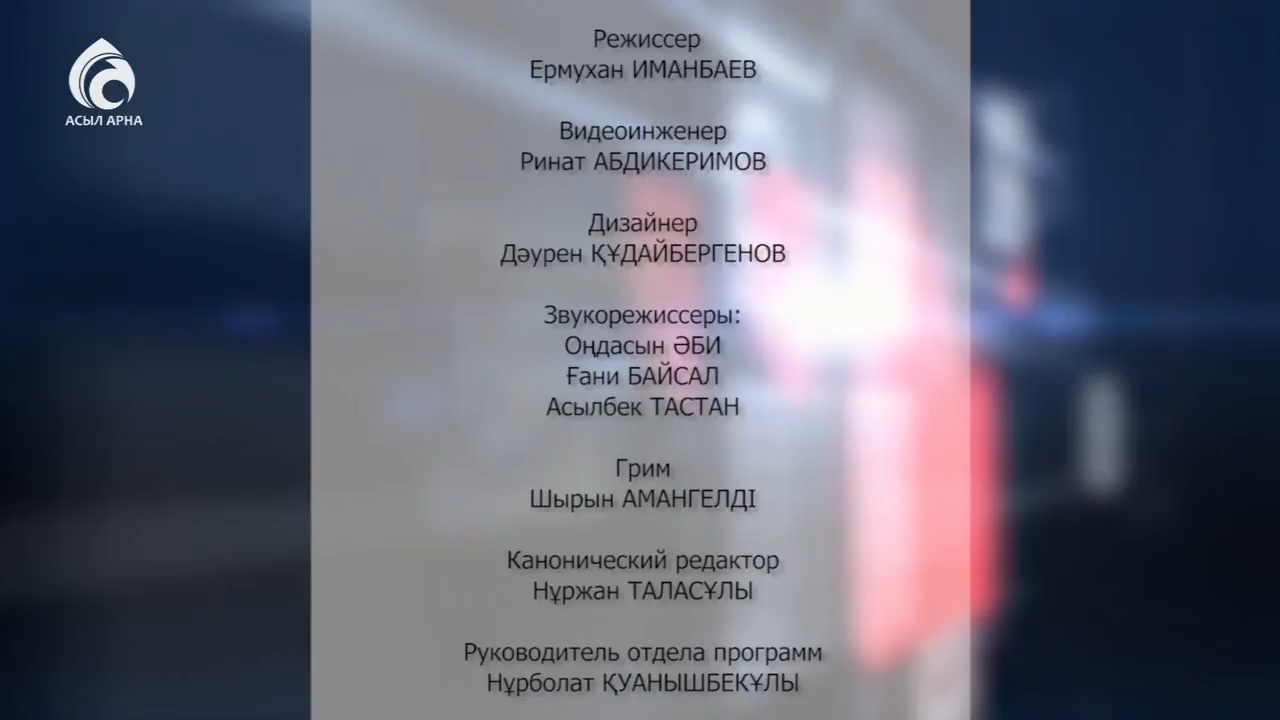 АСЫЛ АРНА
Режиссер
Ермухан ИМАНБАЕВ
Видеоинженер
Ринат АБДИКЕРИМОВ
Дизайнер
Дәурен ҚҰДАЙБЕРГЕНОВ
Звукорежиссеры:
Оңдасын ӘБИ
Ғани БАЙСАЛ
Асылбек ТАСТАН
Грим
Шырын АМАНГЕЛДІ
Канонический редактор
Нұржан ТАЛАСҰЛЫ
Руководитель отдела программ
Нұрболат ҚУАНЫШБЕКҰЛЫ